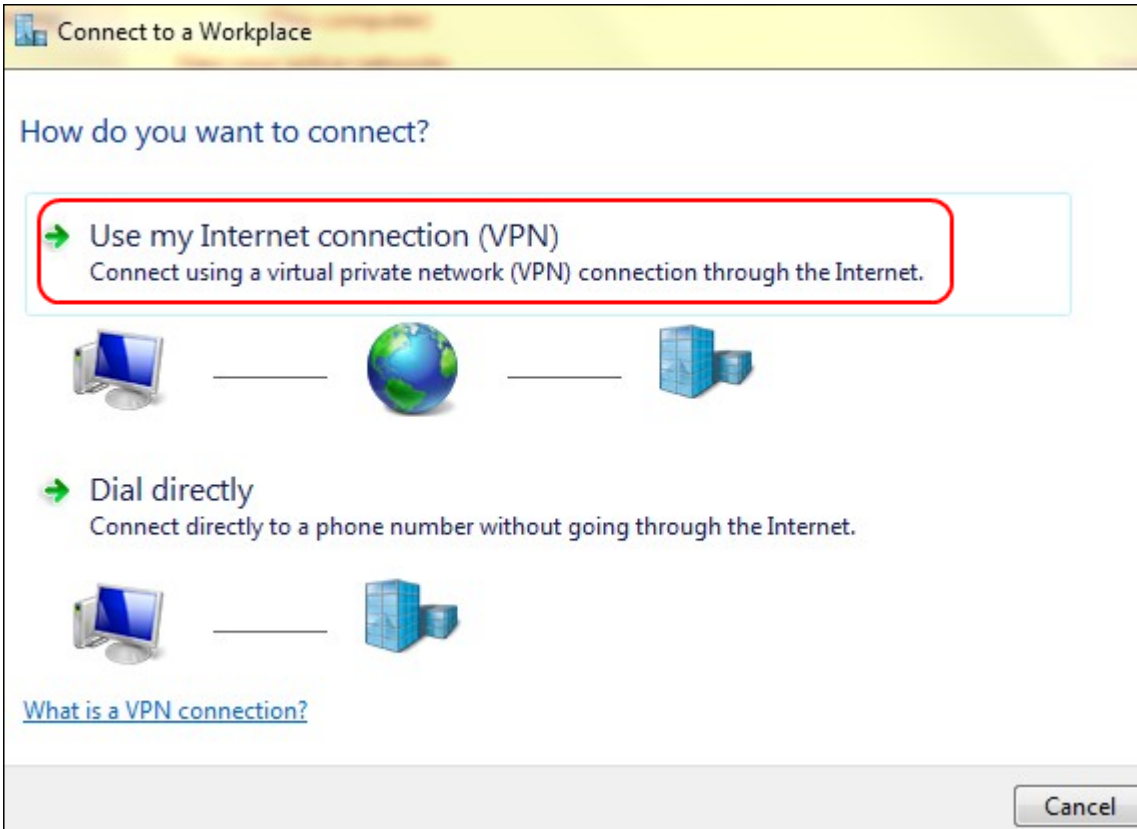 Connect to a Workplace
How do you want to connect?
Use my Internet connection (VPN)
Connect using a virtual private network (VPN) connection through the Internet.
Dial directly
Connect directly to a phone number without going through the Internet.
What is a VPN connection?
Cancel